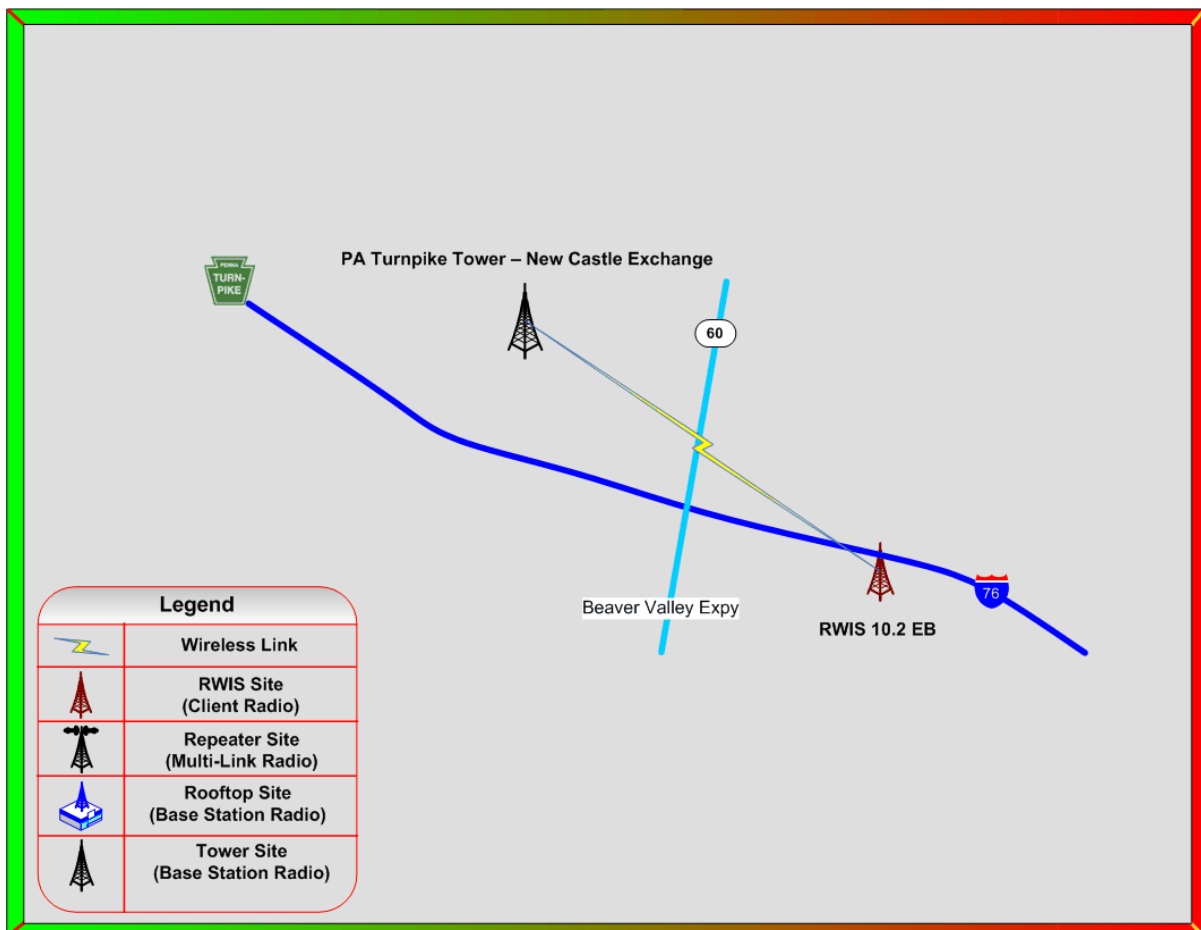 PA Turnpike Tower – New Castle Exchange
PENNA
TURN-
PIKE
60
Beaver Valley Expy
76
RWIS 10.2 EB
Legend
Wireless Link
RWIS Site
(Client Radio)
Repeater Site
(Multi-Link Radio)
Rooftop Site
(Base Station Radio)
Tower Site
(Base Station Radio)